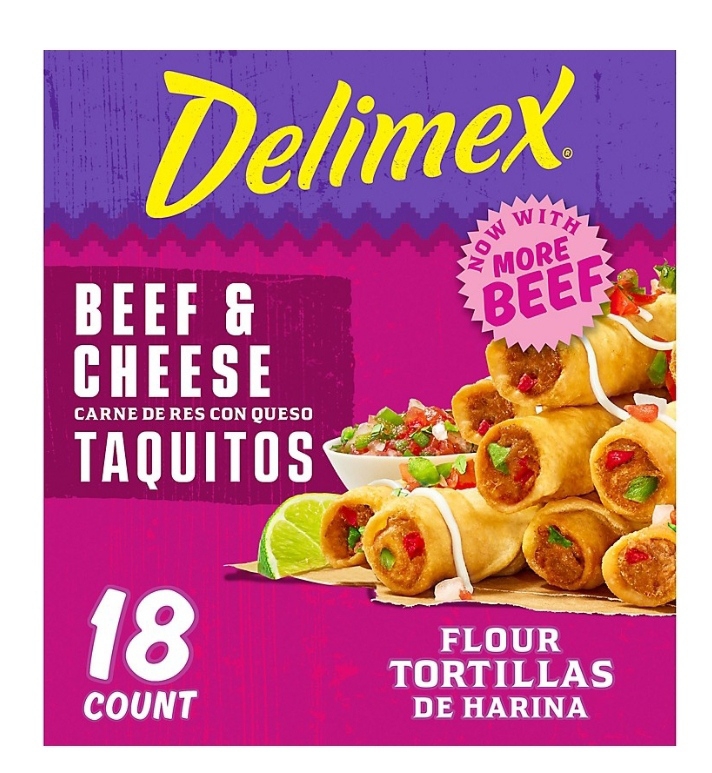 Delimex®
NOW WITH
MORE
BEEF
BEEF &
CHEESE
CARNE DE RES CON QUESO
TAQUITOS
18
COUNT
FLOUR
TORTILLAS
DE HARINA